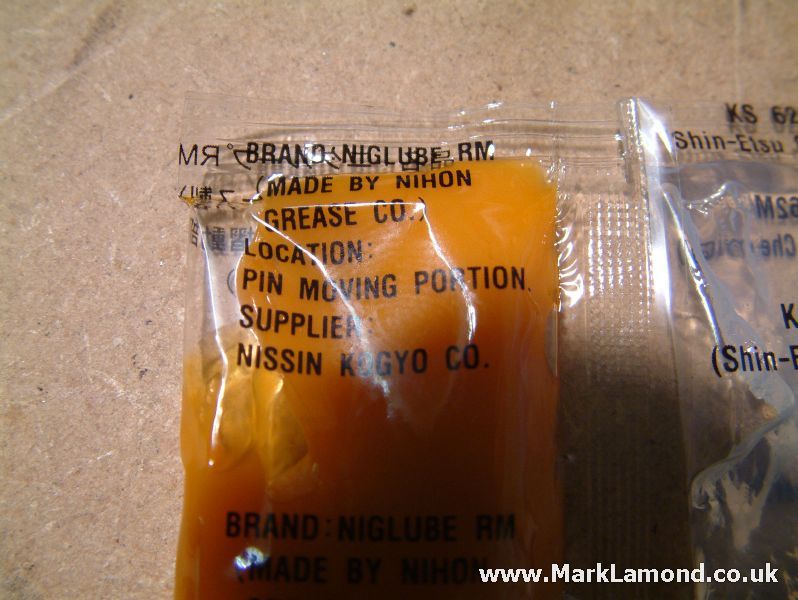 BRAND:NIGLUBE RM
(MADE BY NIHON
GREASE CO.)
LOCATION:
(PIN MOVING PORTION.
SUPPLIER:
NISSIN KOGYO CO.
BRAND:NIGLUBE RM
(MADE BY NIHON
KS 62
Shin-Etsu
62M
K
(Shin-E
www.MarkLamond.co.uk